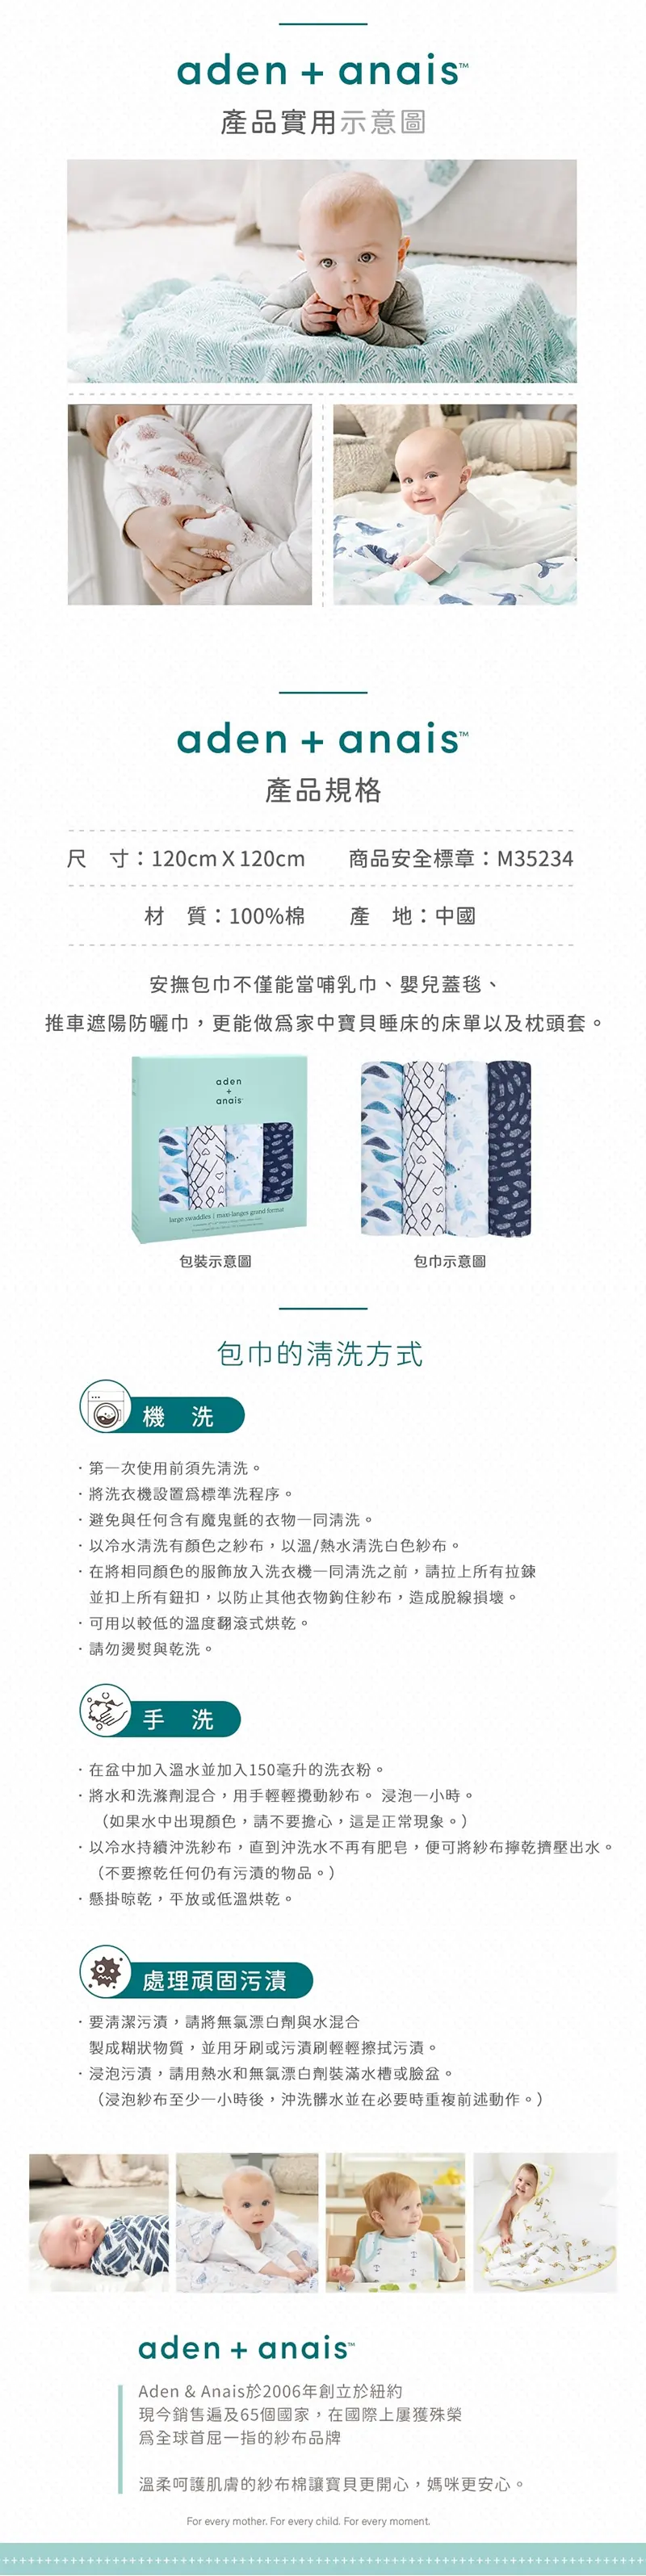 aden + anais™
產品實用示意圖
aden + anais™
產品規格
尺 寸：120cm X 120cm 商品安全標章：M35234
材 質：100%棉 產 地：中國
安撫包巾不僅能當哺乳巾、嬰兒蓋毯、
推車遮陽防曬巾，更能做爲家中寶貝睡床的床單以及枕頭套。
aden
+
anais
large swaddles | maxi-langes grand format
包裝示意圖 包巾示意圖
包巾的清洗方式
機 洗
・第一次使用前須先清洗。
・將洗衣機設置爲標準洗程序。
・避免與任何含有魔鬼氈的衣物一同清洗。
・以冷水清洗有顏色之紗布，以溫/熱水清洗白色紗布。
・在將相同顏色的服飾放入洗衣機一同清洗之前，請拉上所有拉鍊
並扣上所有鈕扣，以防止其他衣物鉤住紗布，造成脫線損壞。
・可用以較低的溫度翻滾式烘乾。
・請勿燙熨與乾洗。
手 洗
・在盆中加入溫水並加入150毫升的洗衣粉。
・將水和洗滌劑混合，用手輕輕攪動紗布。 浸泡一小時。
（如果水中出現顏色，請不要擔心，這是正常現象。）
・以冷水持續沖洗紗布，直到沖洗水不再有肥皂，便可將紗布擰乾擠壓出水。
（不要擦乾任何仍有污漬的物品。）
・懸掛晾乾，平放或低溫烘乾。
處理頑固污漬
・要清潔污漬，請將無氯漂白劑與水混合
製成糊狀物質，並用牙刷或污漬刷輕輕擦拭污漬。
・浸泡污漬，請用熱水和無氯漂白劑裝滿水槽或臉盆。
（浸泡紗布至少一小時後，沖洗髒水並在必要時重複前述動作。）
aden + anais™
Aden & Anais於2006年創立於紐約
現今銷售遍及65個國家，在國際上屢獲殊榮
爲全球首屈一指的紗布品牌
溫柔呵護肌膚的紗布棉讓寶貝更開心，媽咪更安心。
For every mother. For every child. For every moment.